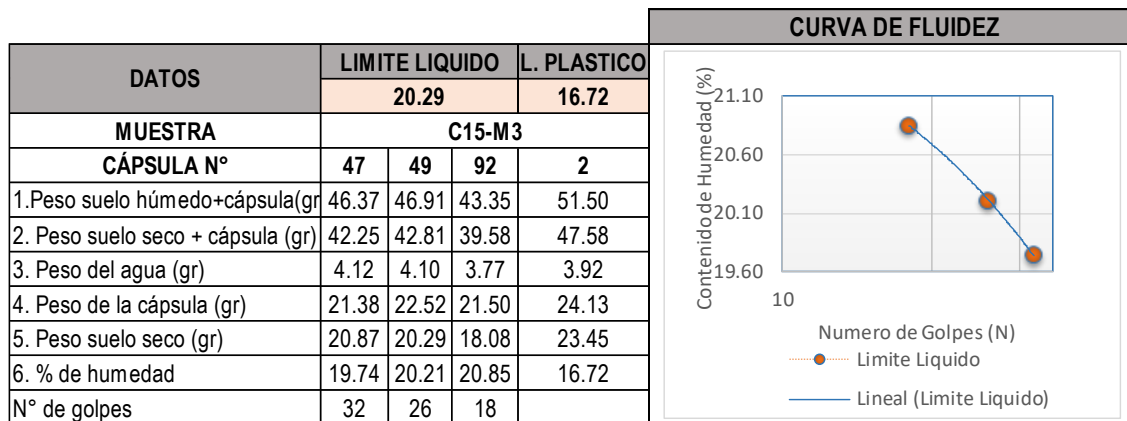 CURVA DE FLUIDEZ
DATOS LIMITE LIQUIDO L. PLASTICO
20.29 16.72
MUESTRA C15-M3
CÁPSULA N° 47 49 92 2
1.Peso suelo húmedo+cápsula(gr 46.37 46.91 43.35 51.50
2. Peso suelo seco + cápsula (gr) 42.25 42.81 39.58 47.58
3. Peso del agua (gr) 4.12 4.10 3.77 3.92
4. Peso de la cápsula (gr) 21.38 22.52 21.50 24.13
5. Peso suelo seco (gr) 20.87 20.29 18.08 23.45
6. % de humedad 19.74 20.21 20.85 16.72
N° de golpes 32 26 18
Contenido de Humedad (%)
21.10
20.60
20.10
19.60
10
Numero de Golpes (N)
Limite Liquido
Lineal (Limite Liquido)